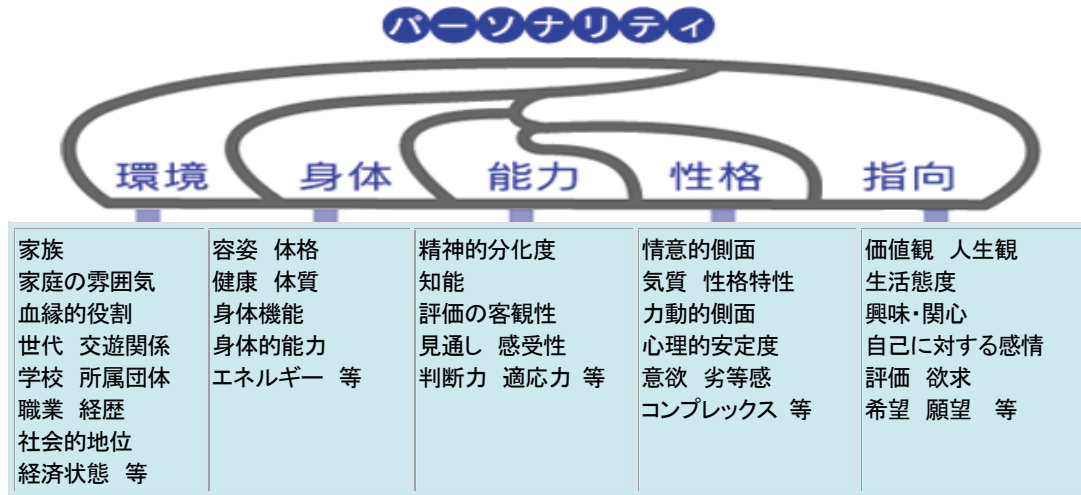 パーソナリティ
環境
身体
能力
性格
指向
家族
家庭の雰囲気
血縁的役割
世代 交遊関係
学校 所属団体
職業 経歴
社会的地位
経済状態 等
容姿 体格
健康 体質
身体機能
身体的能力
エネルギー 等
精神的分化度
知能
評価の客観性
見通し 感受性
判断力 適応力 等
情意的側面
気質 性格特性
力動的側面
心理的安定度
意欲 劣等感
コンプレックス 等
価値観 人生観
生活態度
興味・関心
自己に対する感情
評価 欲求
希望 願望 等